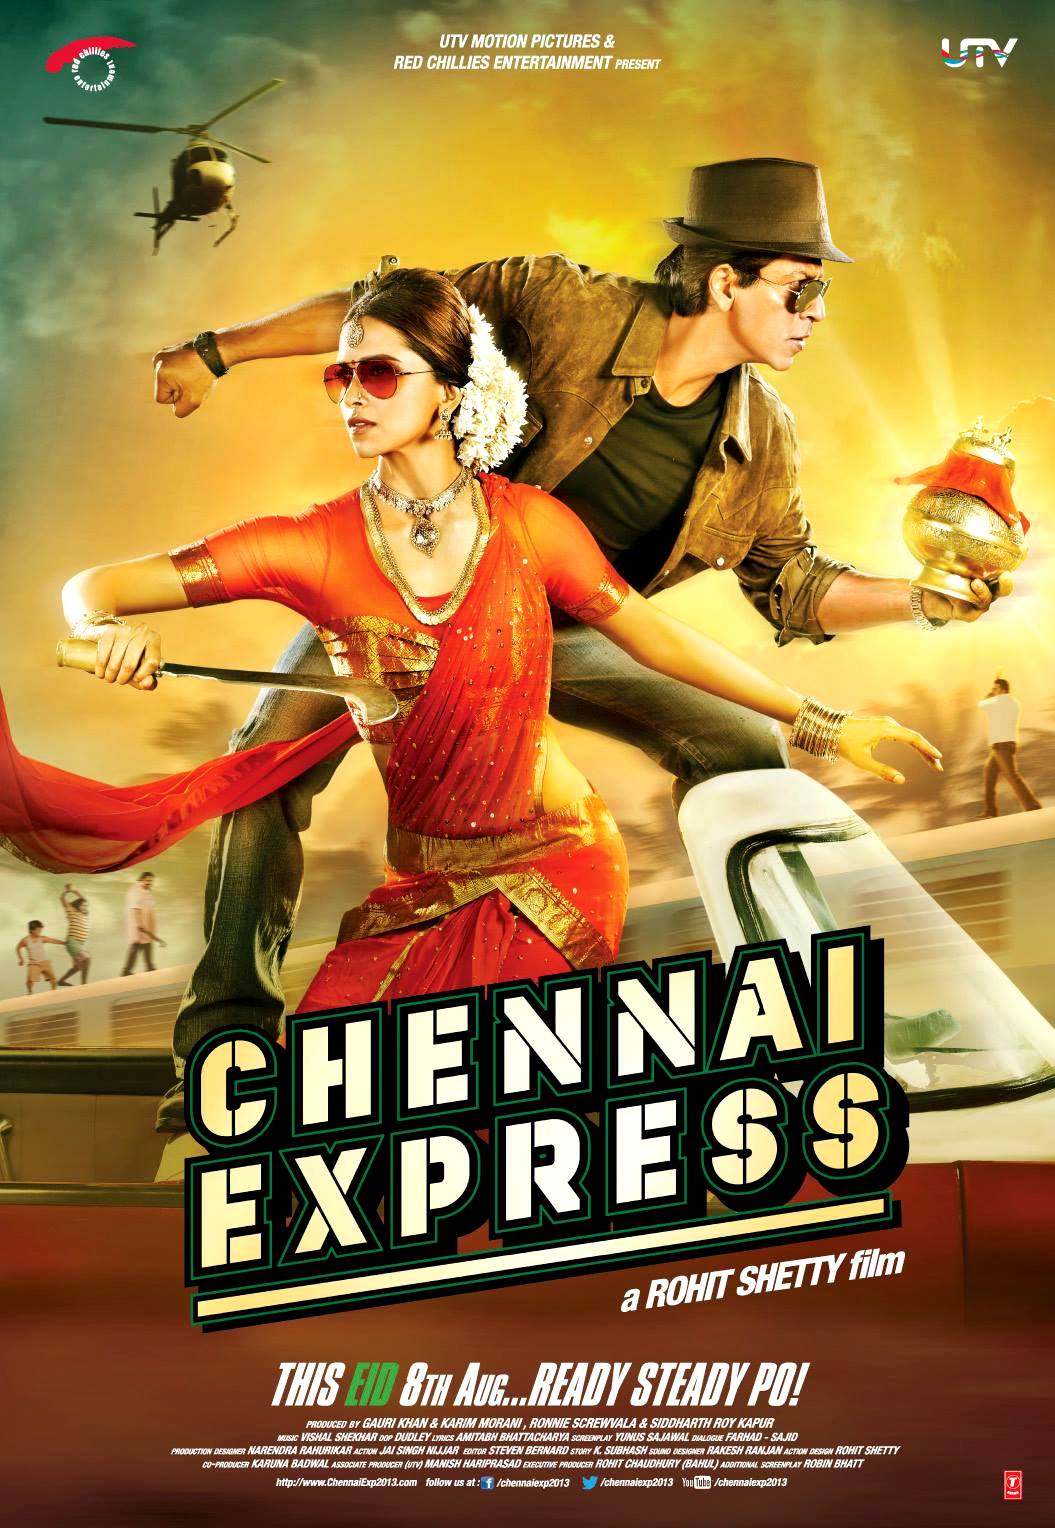 red chillies entertainment
UTV MOTION PICTURES &
RED CHILLIES ENTERTAINMENT PRESENT
UTV
CHENNAI
EXPRESS
a ROHIT SHETTY film
THIS EID 8TH AUG...READY STEADY PO!
PRODUCED BY GAURI KHAN & KARIM MORANI , RONNIE SCREWVALA & SIDDHARTH ROY KAPUR
MUSIC VISHAL SHEKHAR DOP DUDLEY LYRICS AMITABH BHATTACHARYA SCREENPLAY YUNUS SAJAWAL DIALOGUE FARHAD - SAJID
PRODUCTION DESIGNER NARENDRA RAHURIKAR ACTION JAI SINGH NIJJAR EDITOR STEVEN BERNARD STORY K. SUBHASH SOUND DESIGNER RAKESH RANJAN ACTION DESIGN ROHIT SHETTY
CO-PRODUCER KARUNA BADWAL ASSOCIATE PRODUCER (UTV) MANISH HARIPRASAD EXECUTIVE PRODUCER ROHIT CHAUDHURY (BAHUL) ADDITIONAL SCREENPLAY ROBIN BHATT
http://www.ChennaiExp2013.com follow us at : f /chennaiexp2013 /chennaiexp2013 YouTube /chennaiexp2013